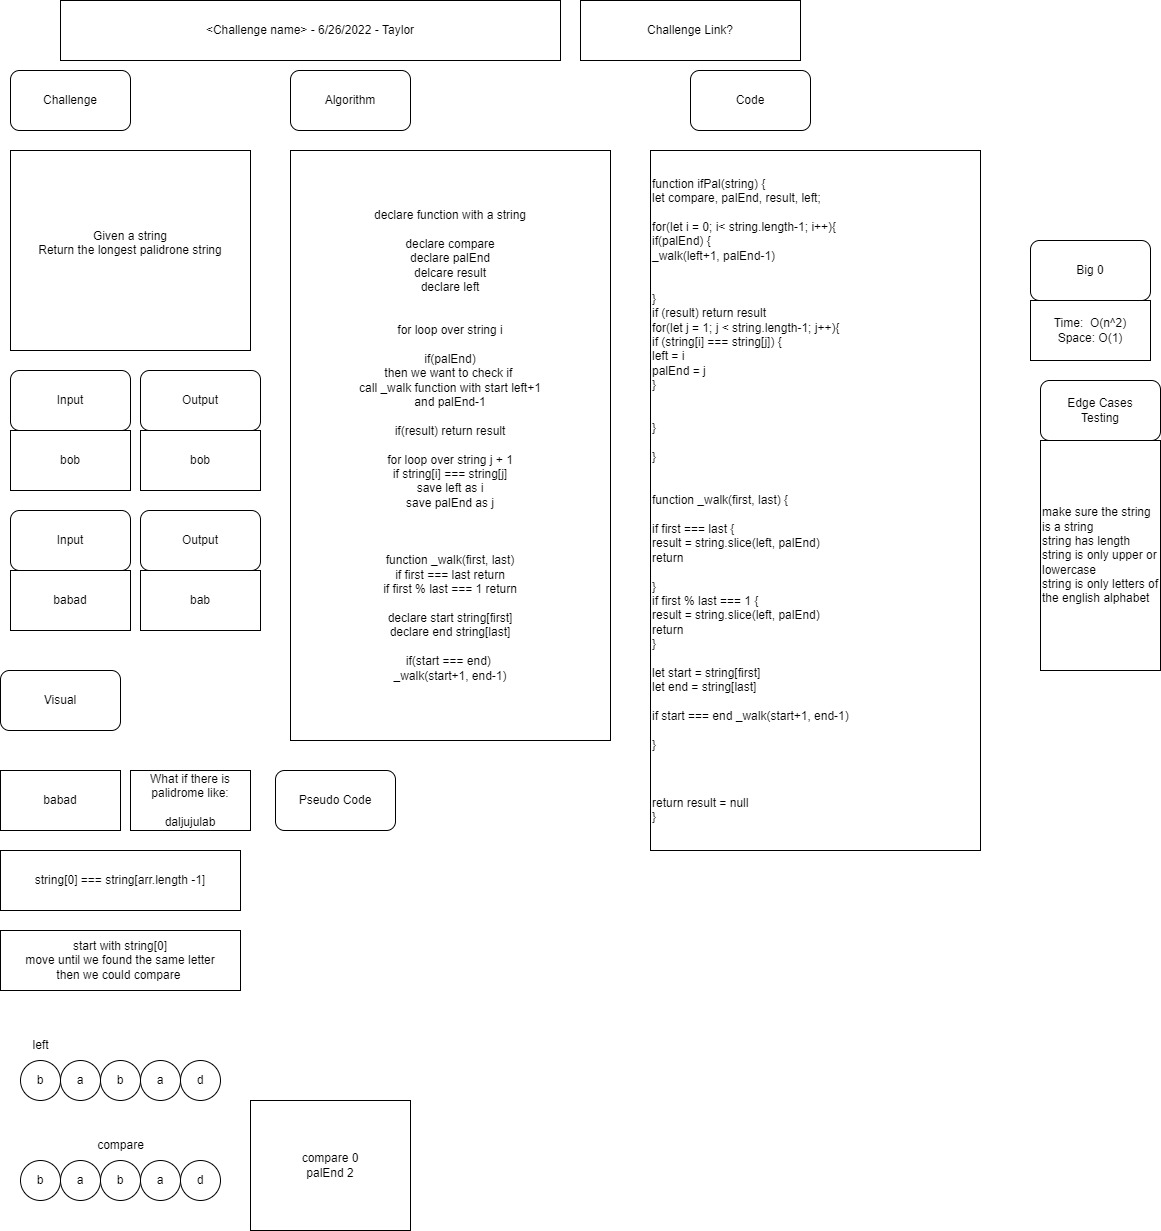 <Challenge name> - 6/26/2022 - Taylor
Challenge Link?
Challenge
Algorithm
Code
Given a string
Return the longest palidrone string
Input
Output
bob
bob
Input
Output
babad
bab
Visual
babad
What if there is
palidrome like:
daljujulab
string[0] === string[arr.length -1]
start with string[0]
move until we found the same letter
then we could compare
left
b a b a d
compare
b a b a d
compare 0
palEnd 2
declare function with a string
declare compare
declare palEnd
delcare result
declare left
for loop over string i
if(palEnd)
then we want to check if
call _walk function with start left+1
and palEnd-1
if(result) return result
for loop over string j + 1
if string[i] === string[j]
save left as i
save palEnd as j
function _walk(first, last)
if first === last return
if first % last === 1 return
declare start string[first]
declare end string[last]
if(start === end)
_walk(start+1, end-1)
Pseudo Code
function ifPal(string) {
let compare, palEnd, result, left;
for(let i = 0; i< string.length-1; i++){
if(palEnd) {
_walk(left+1, palEnd-1)
}
if (result) return result
for(let j = 1; j < string.length-1; j++){
if (string[i] === string[j]) {
left = i
palEnd = j
}
}
}
function _walk(first, last) {
if first === last {
result = string.slice(left, palEnd)
return
}
if first % last === 1 {
result = string.slice(left, palEnd)
return
}
let start = string[first]
let end = string[last]
if start === end _walk(start+1, end-1)
}
return result = null
}
Big 0
Time:  O(n^2)
Space: O(1)
Edge Cases
Testing
make sure the string
is a string
string has length
string is only upper or
lowercase
string is only letters of
the english alphabet